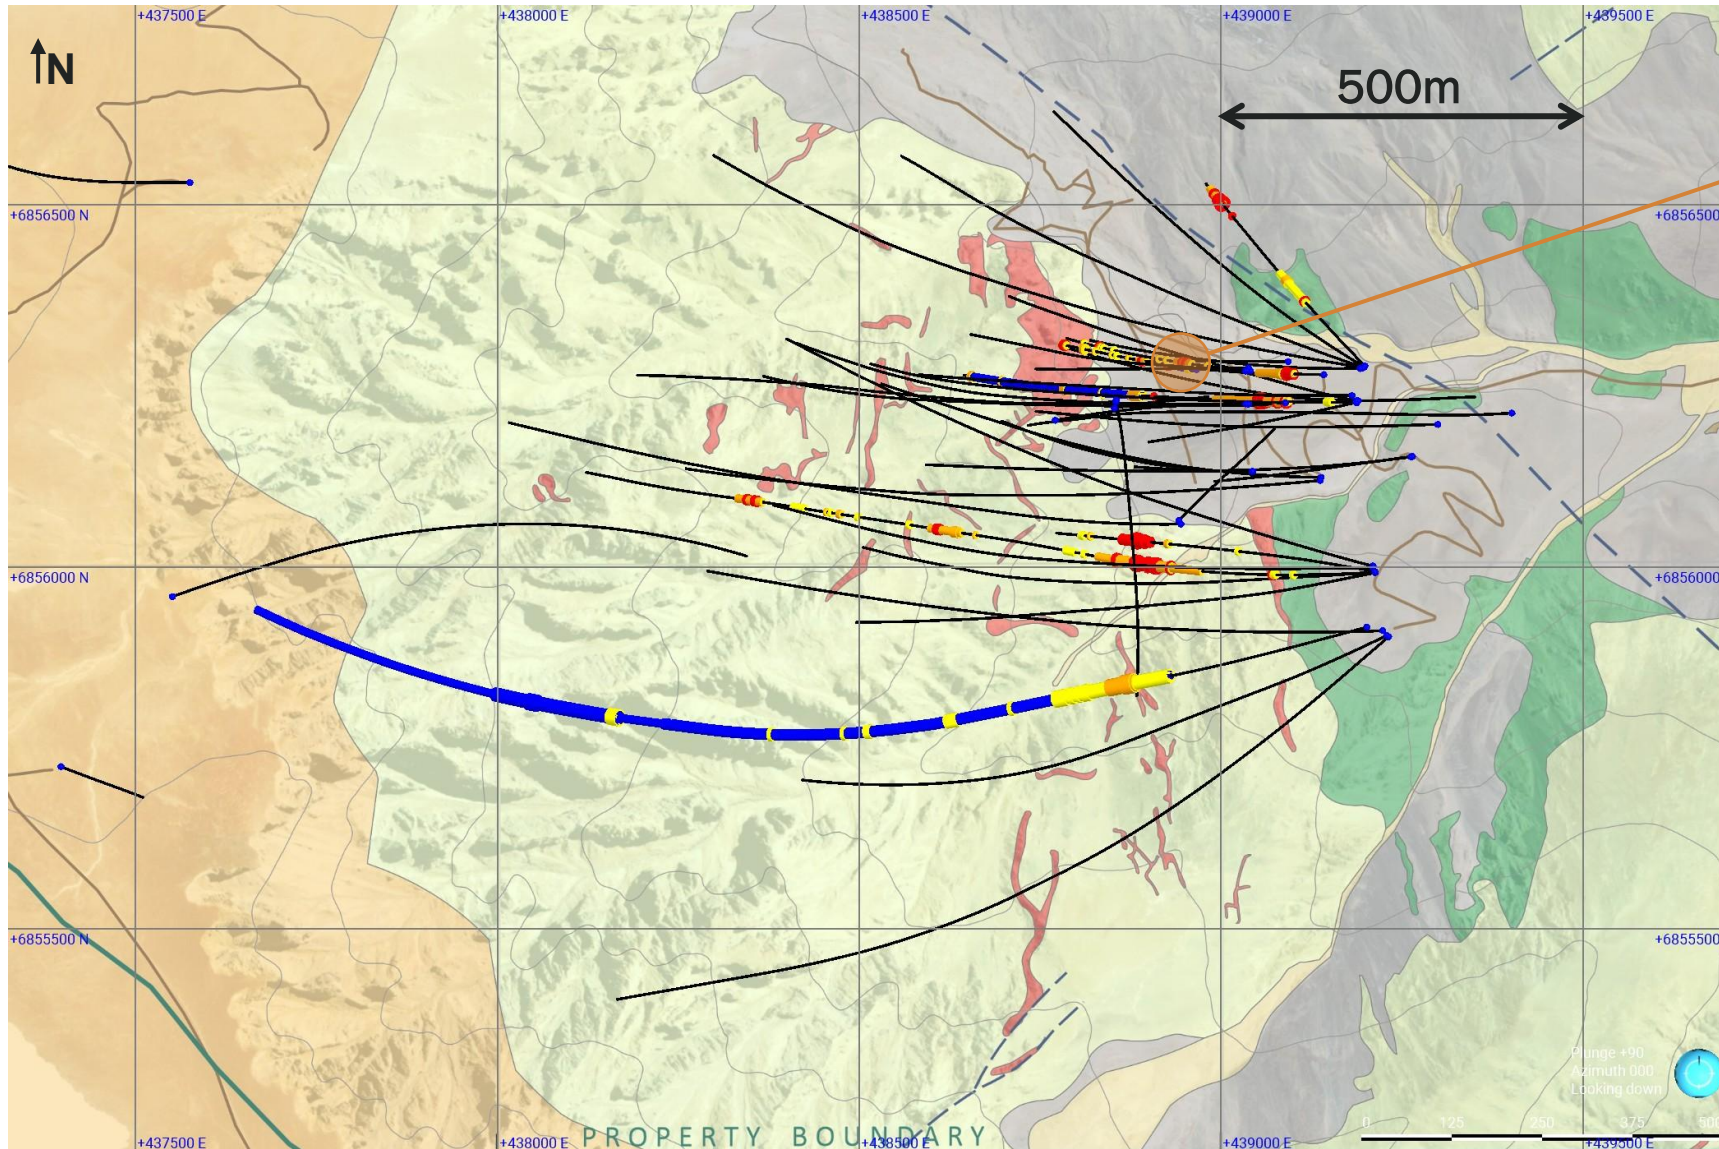 +437500 E
+438000 E
+438500 E
+439000 E
+439500 E
N
500m
+6856500 N
+6856500
+6856000 N
+6856000
+6855500 N
+6855500
Plunge +90
Azimuth 000
Looking down
0 125 250 375 500
PROPERTY BOUNDARY
+437500 E
+438000 E
+438500 E
+439000 E
+439500 E